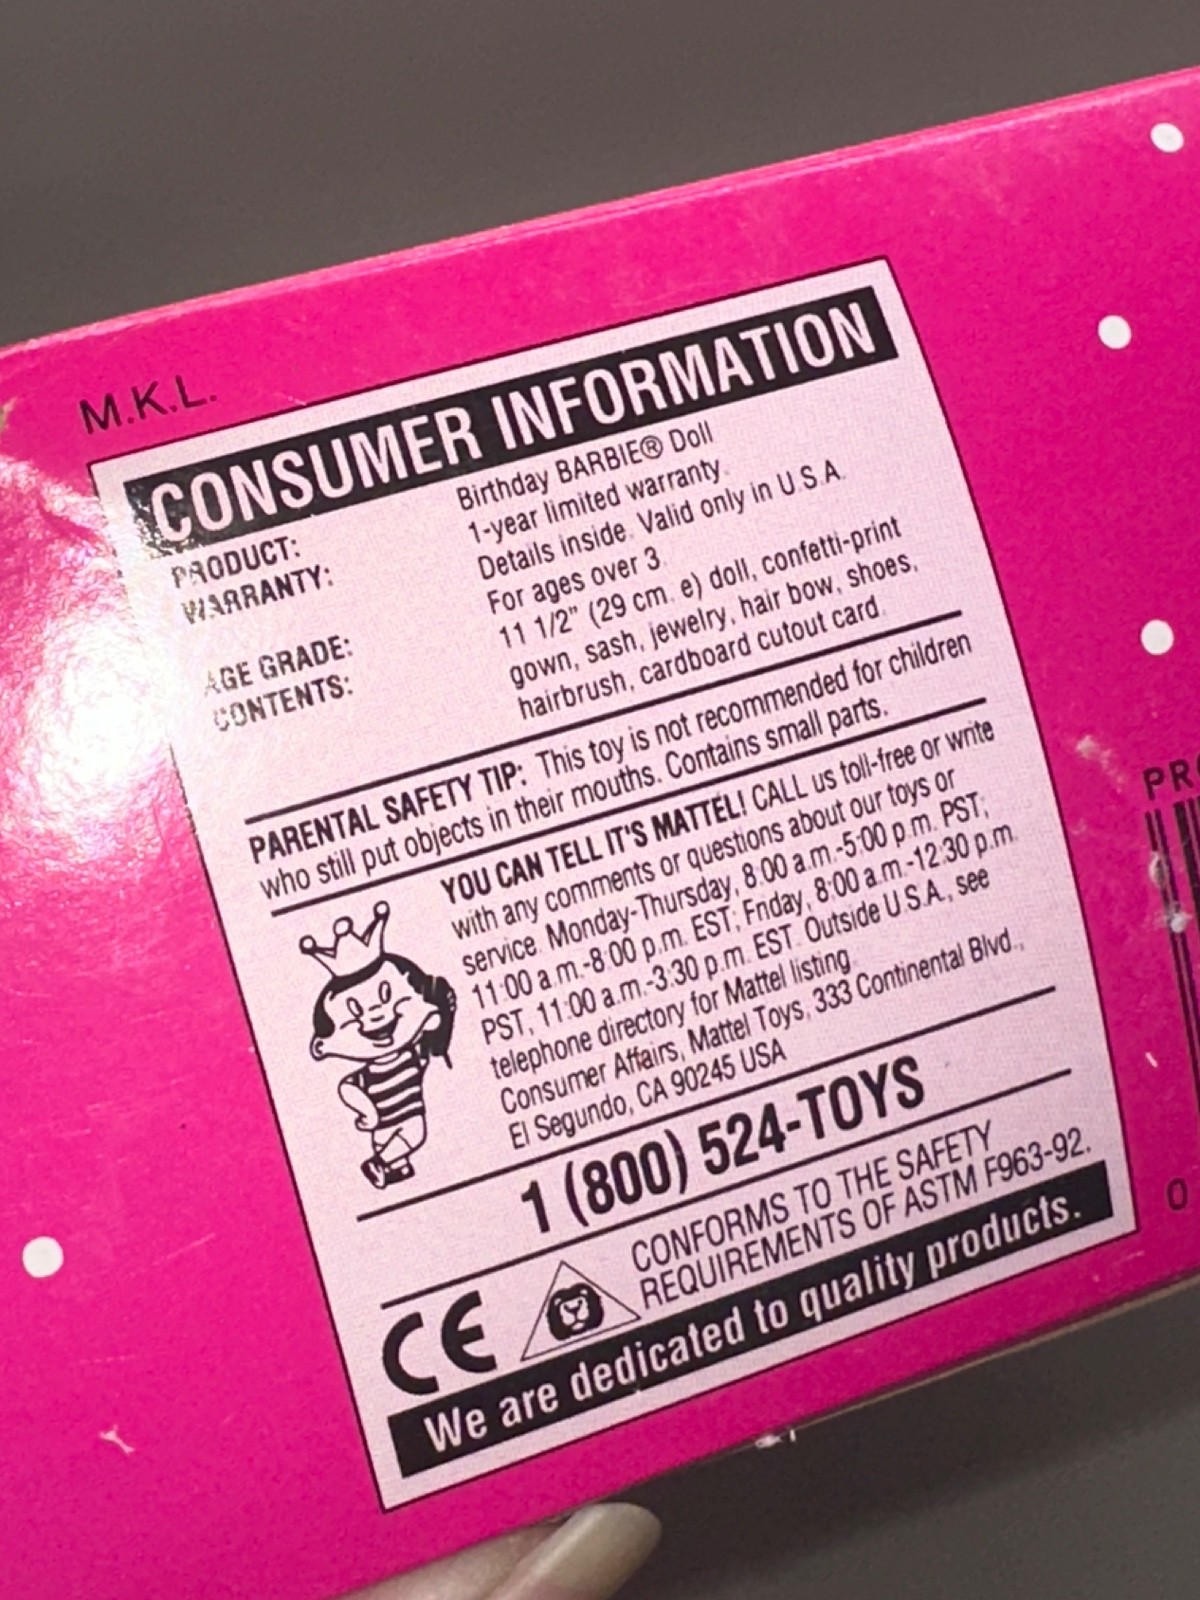 M.K.L.
CONSUMER INFORMATION
PRODUCT: Birthday BARBIE® Doll
WARRANTY: 1-year limited warranty.
Details inside. Valid only in U.S.A.
AGE GRADE: For ages over 3.
CONTENTS: 11 1/2" (29 cm. e) doll, confetti-print
gown, sash, jewelry, hair bow, shoes,
hairbrush, cardboard cutout card.
PARENTAL SAFETY TIP: This toy is not recommended for children
who still put objects in their mouths. Contains small parts.
YOU CAN TELL IT'S MATTEL! CALL us toll-free or write
with any comments or questions about our toys or
service. Monday-Thursday, 8:00 a.m.-5:00 p.m. PST;
11:00 a.m.-8:00 p.m. EST; Friday, 8:00 a.m.-12:30 p.m.
PST, 11:00 a.m.-3:30 p.m. EST. Outside U.S.A., see
telephone directory for Mattel listing.
Consumer Affairs, Mattel Toys, 333 Continental Blvd.,
El Segundo, CA 90245 USA
1 (800) 524-TOYS
CE
CONFORMS TO THE SAFETY
REQUIREMENTS OF ASTM F963-92.
We are dedicated to quality products.
0